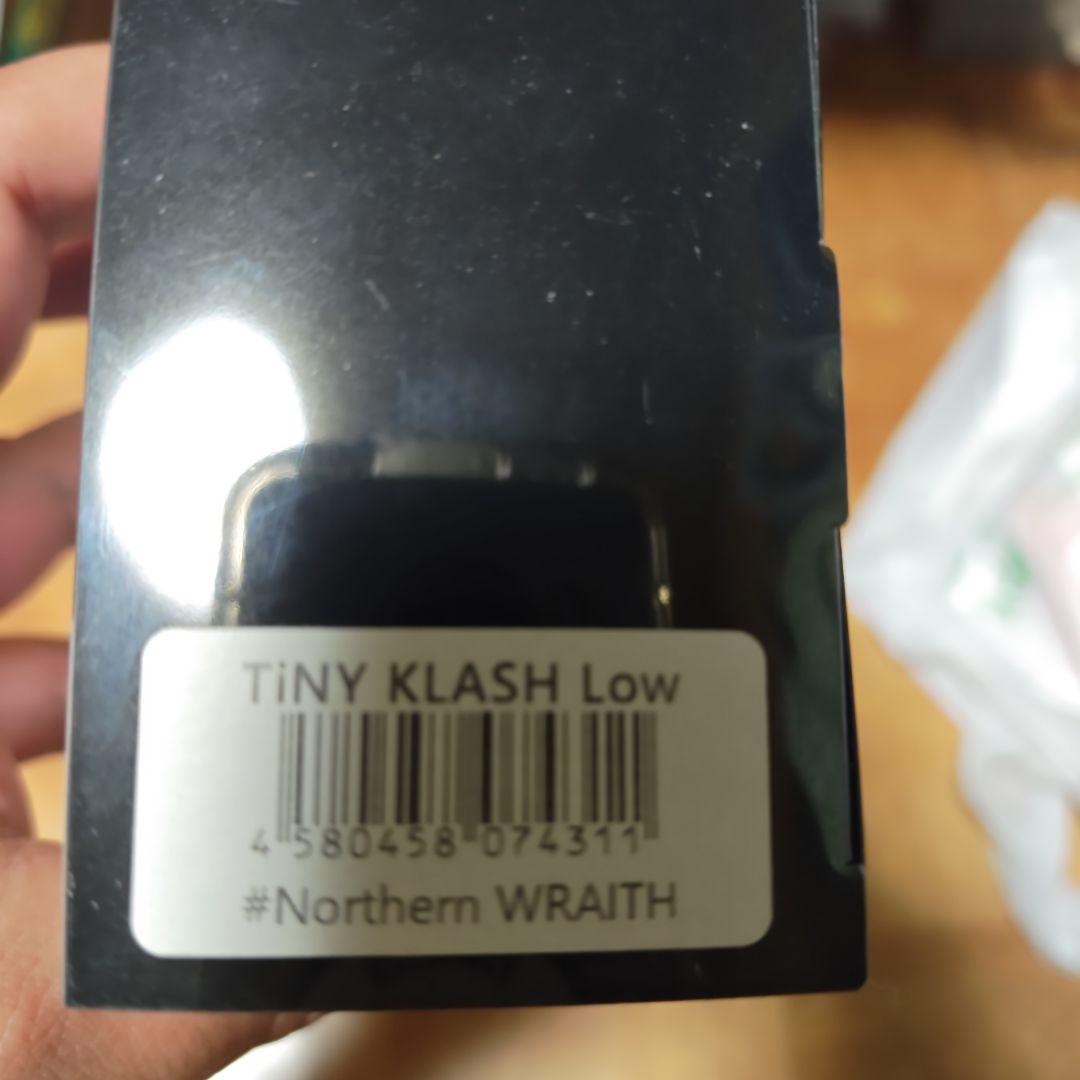 TiNY KLASH Low
4 580458 074311
#Northern WRAITH